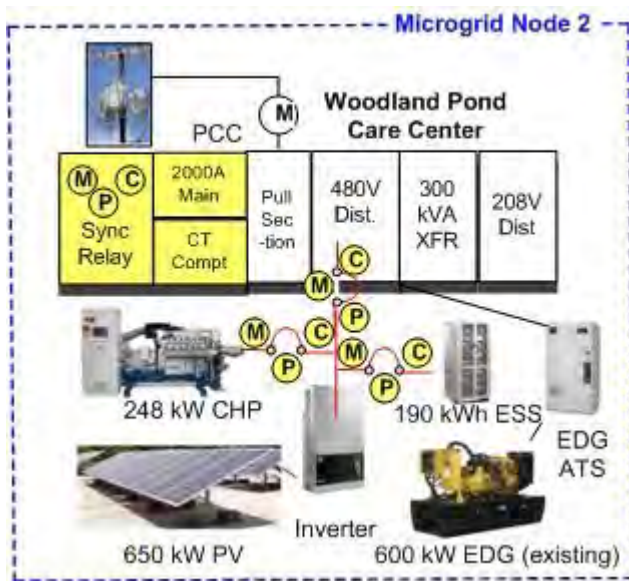 Microgrid Node 2
M
PCC
Woodland Pond
Care Center
M
P
C
Sync
Relay
2000A
Main
CT
Compt
Pull
Sec
-tion
480V
Dist.
300
kVA
XFR
208V
Dist
C
M
P
M
C
P
M
C
P
248 kW CHP
190 kWh ESS
EDG
ATS
Inverter
650 kW PV
600 kW EDG (existing)